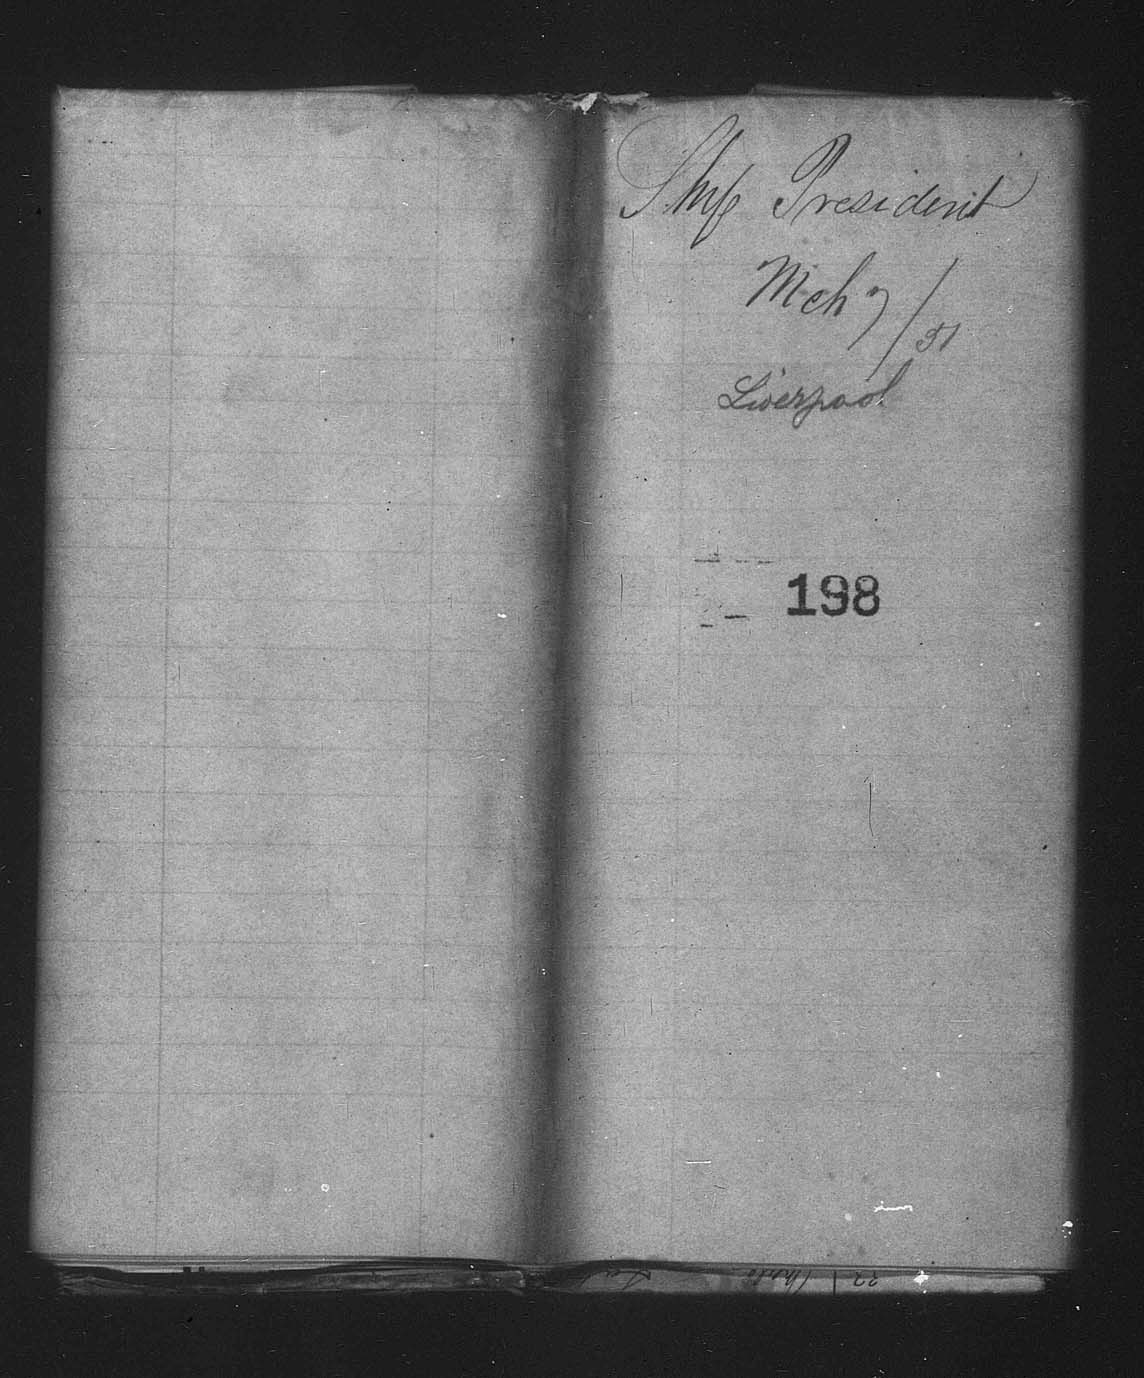 Ship President
Mch 7/51
Liverpool
198